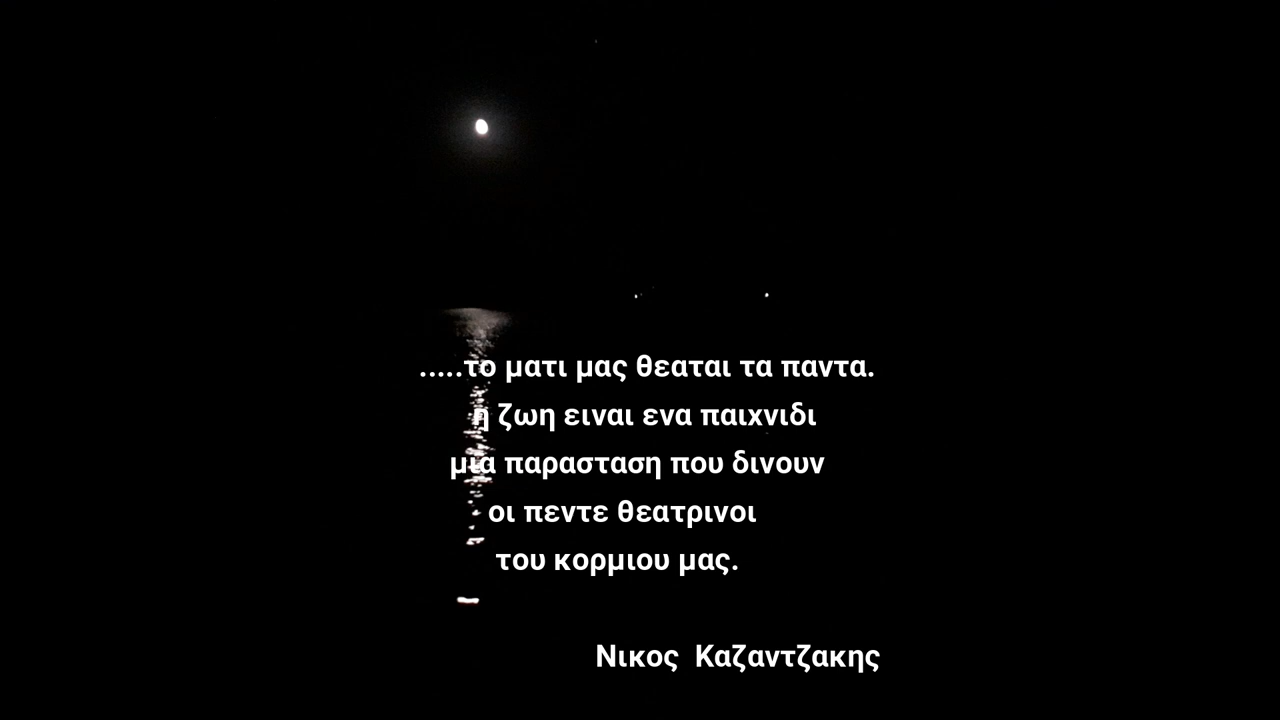 .....το ματι μας θεαται τα παντα.
η ζωη ειναι ενα παιχνιδι
μια παρασταση που δινουν
οι πεντε θεατρινοι
του κορμιου μας.
Νικος Καζαντζακης